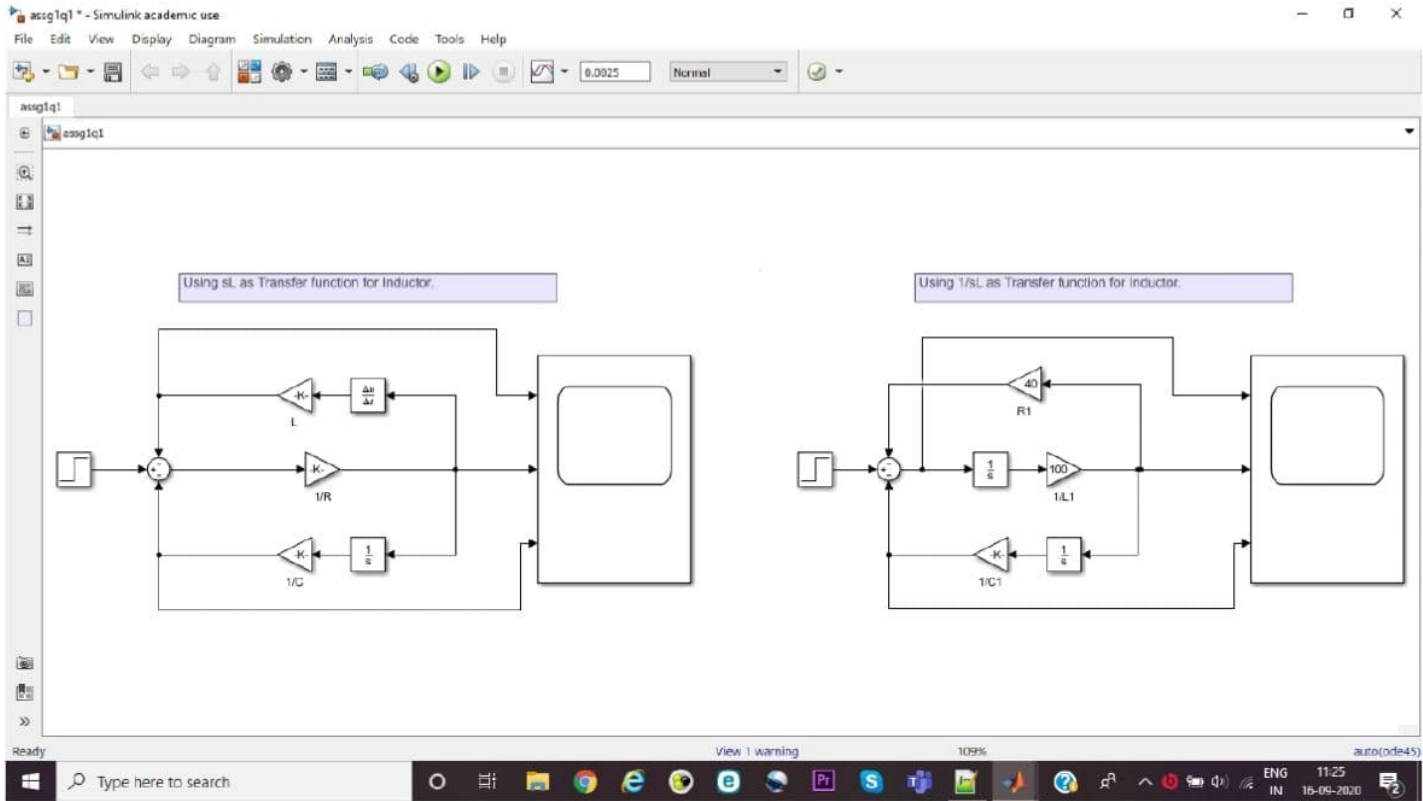 assg1q1 * - Simulink academic use
File Edit View Display Diagram Simulation Analysis Code Tools Help
0.0025 Normal
assg1q1
assg1q1
Using sL as Transfer function for Inductor.
Using 1/sL as Transfer function for Inductor.
-K-
Δu
Δt
L
40
R1
-K-
1/R
1
s
100
1/L1
-K-
1
s
1/C
-K-
1
s
1/C1
Ready View 1 warning 109% auto(ode45)
Type here to search
ENG 11:25
IN 16-09-2020
2